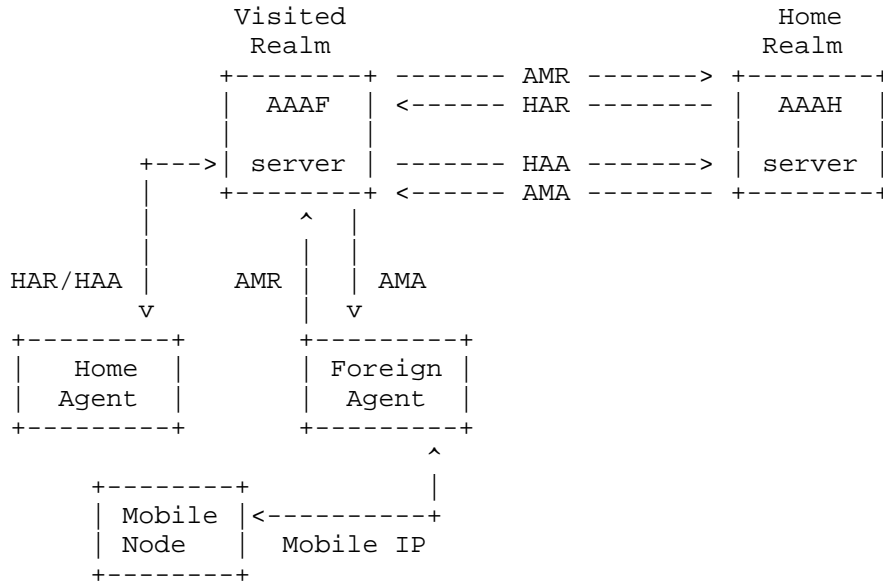 Visited Home
Realm Realm
+--------+ ------- AMR -------> +--------+
| AAAF | <------ HAR -------- | AAAH |
| | | |
+--->| server | ------- HAA -------> | server |
| +--------+ <------ AMA -------- +--------+
| ^ |
| | |
HAR/HAA | AMR | | AMA
v | v
+---------+ +---------+
| Home | | Foreign |
| Agent | | Agent |
+---------+ +---------+
^
+--------+ |
| Mobile |<----------+
| Node | Mobile IP
+--------+